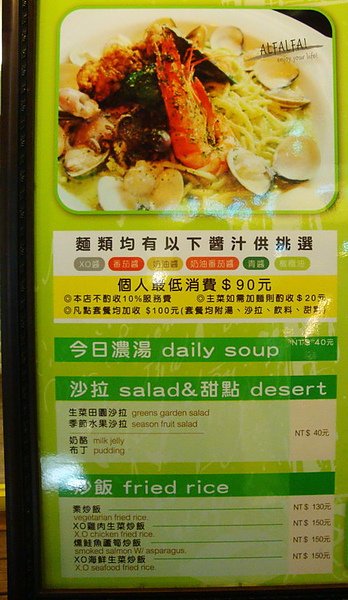 ALFALFA!
enjoy your life!
麵類均有以下醬汁供挑選
XO醬 番茄醬 奶油醬 奶油番茄醬 青醬 橄欖油
個人最低消費$90元
◎本店不酌收10%服務費 ◎主菜如需加麵則酌收$20元
◎凡點套餐均加收 $100元(套餐均附湯、沙拉、飲料、甜點)
今日濃湯 daily soup NT$ 40元
沙拉 salad&甜點 desert
生菜田園沙拉 greens garden salad
季節水果沙拉 season fruit salad
NT$ 40元
奶酪 milk jelly
布丁 pudding
炒飯 fried rice
素炒飯 NT$ 130元
vegetarian fried rice.
XO雞肉生菜炒飯 NT$ 150元
X.O chicken fried rice.
燻鮭魚蘆筍炒飯 NT$ 150元
smoked salmon W/ asparagus.
XO海鮮生菜炒飯 NT$ 150元
X.O seafood fried rice.